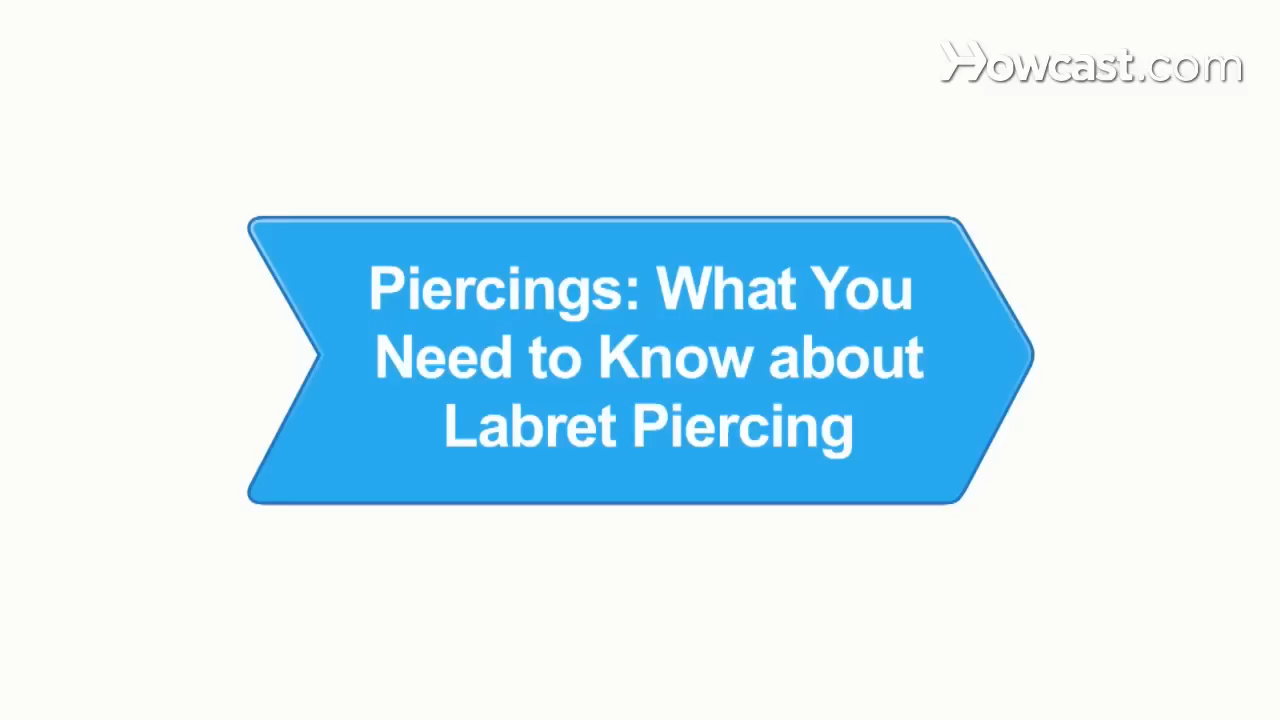 Howcast.com
Piercings: What You
Need to Know about
Labret Piercing